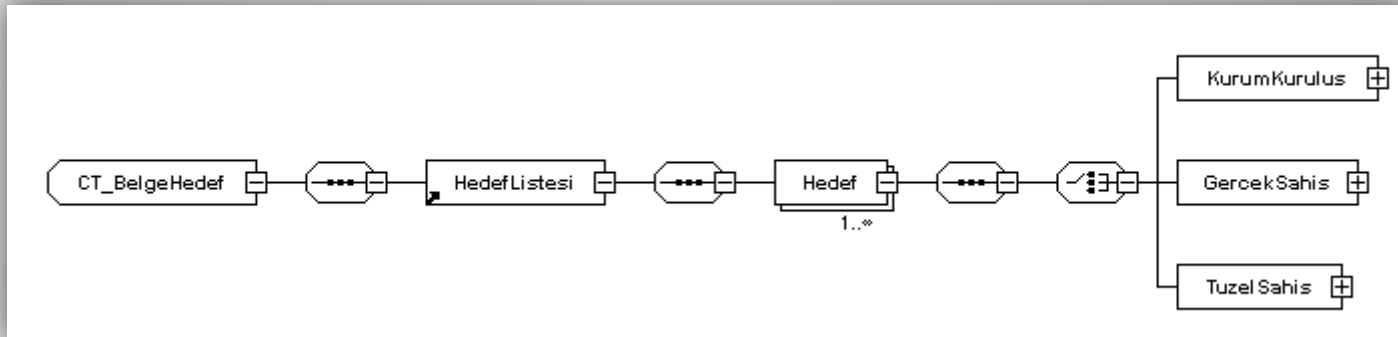 KurumKurulus
CT_BelgeHedef
HedefListesi
Hedef
GercekSahis
1..∞
TuzelSahis